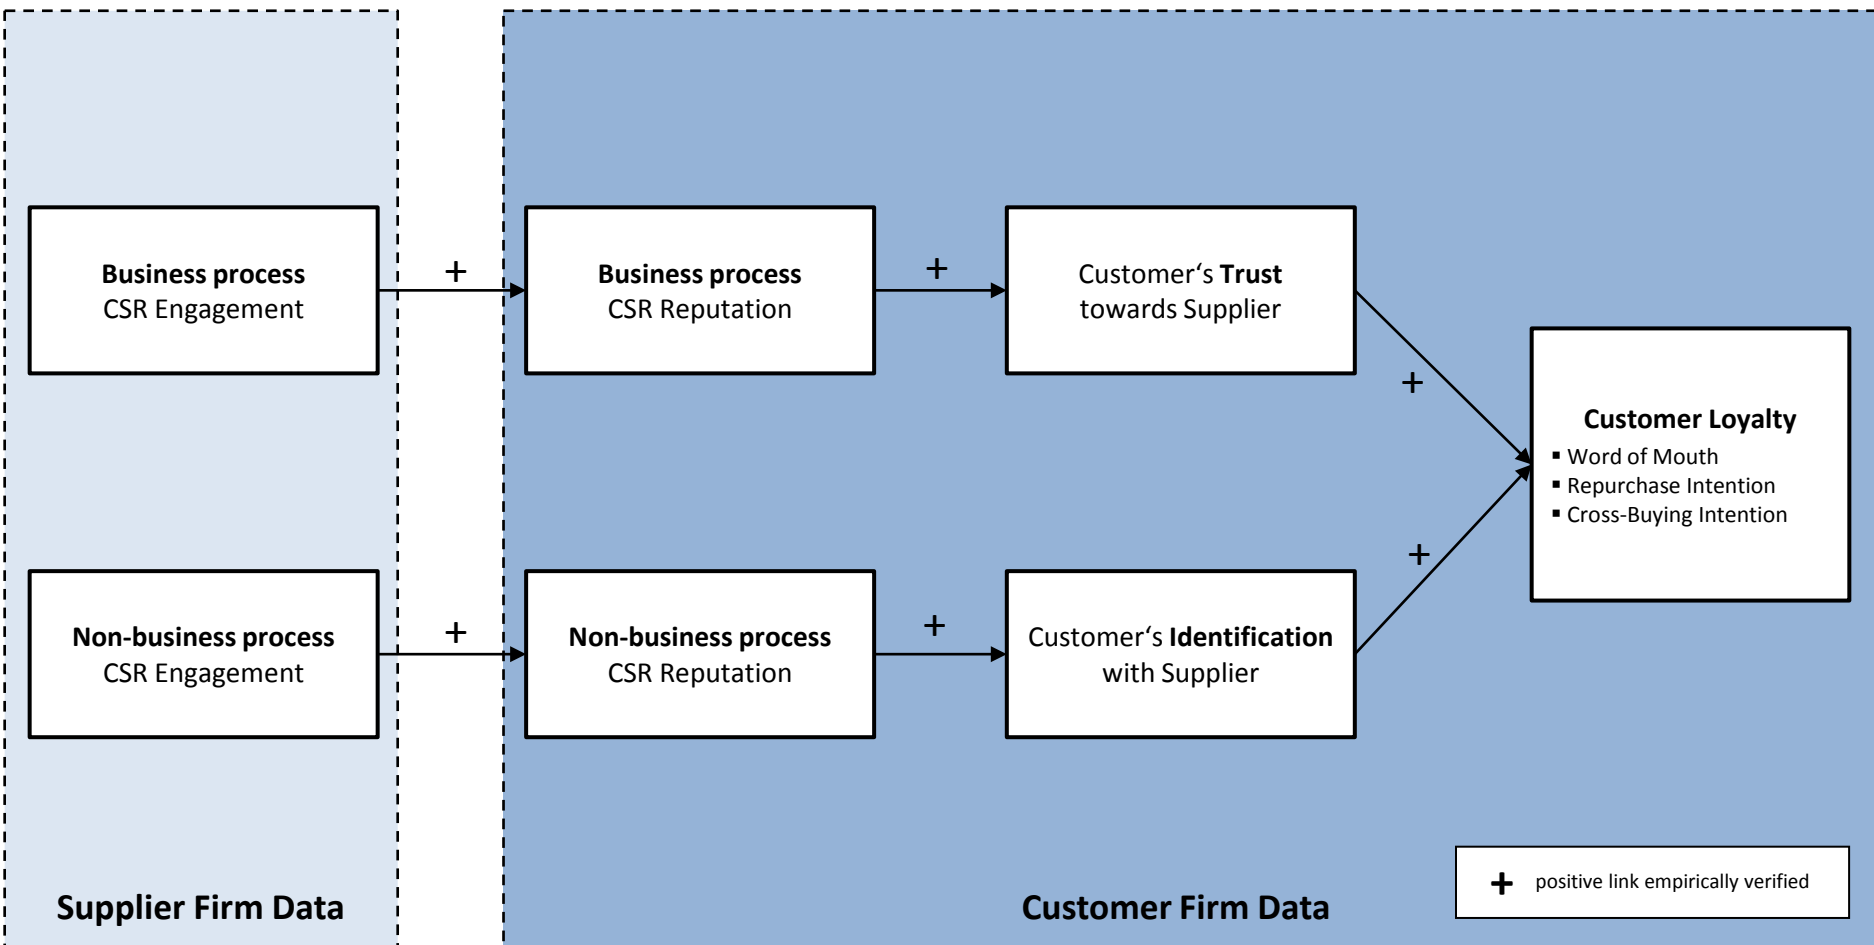 Business process
CSR Engagement
+
Business process
CSR Reputation
+
Customer‘s Trust
towards Supplier
+
Customer Loyalty
▪ Word of Mouth
▪ Repurchase Intention
▪ Cross-Buying Intention
Non-business process
CSR Engagement
+
Non-business process
CSR Reputation
+
Customer‘s Identification
with Supplier
+
Supplier Firm Data
Customer Firm Data
+ positive link empirically verified